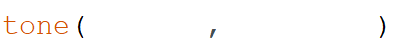 tone( , )